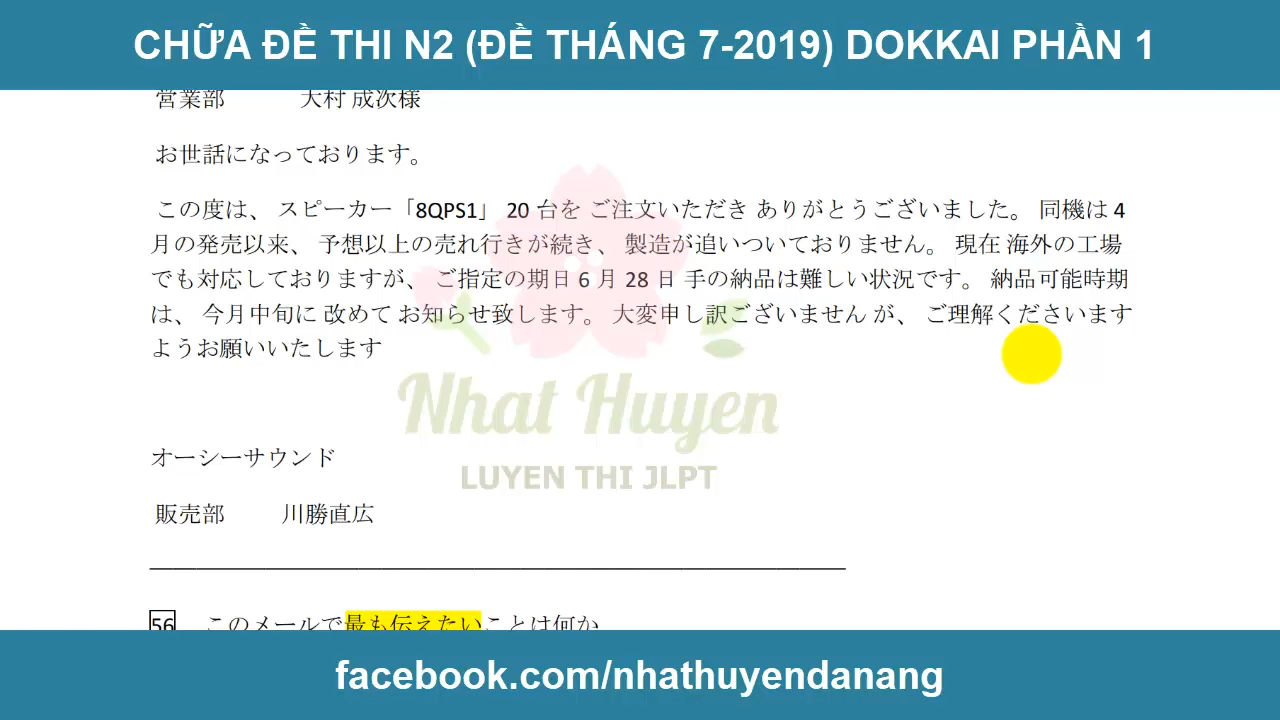 CHỮA ĐỀ THI N2 (ĐỀ THÁNG 7-2019) DOKKAI PHẦN 1
営業部 大村 成次様
お世話になっております。
この度は、 スピーカー「8QPS1」 20 台を ご注文いただき ありがとうございました。 同機は 4
月の発売以来、 予想以上の売れ行きが続き、 製造が追いついておりません。 現在 海外の工場
でも対応しておりますが、 ご指定の期日 6 月 28 日 手の納品は難しい状況です。 納品可能時期
は、 今月中旬に 改めて お知らせ致します。 大変申し訳ございません が、 ご理解くださいます
ようお願いいたします
Nhat Huyen
LUYEN THI JLPT
オーシーサウンド
販売部 川勝直広
56 このメールで最も伝えたいことは何か
facebook.com/nhathuyendanang